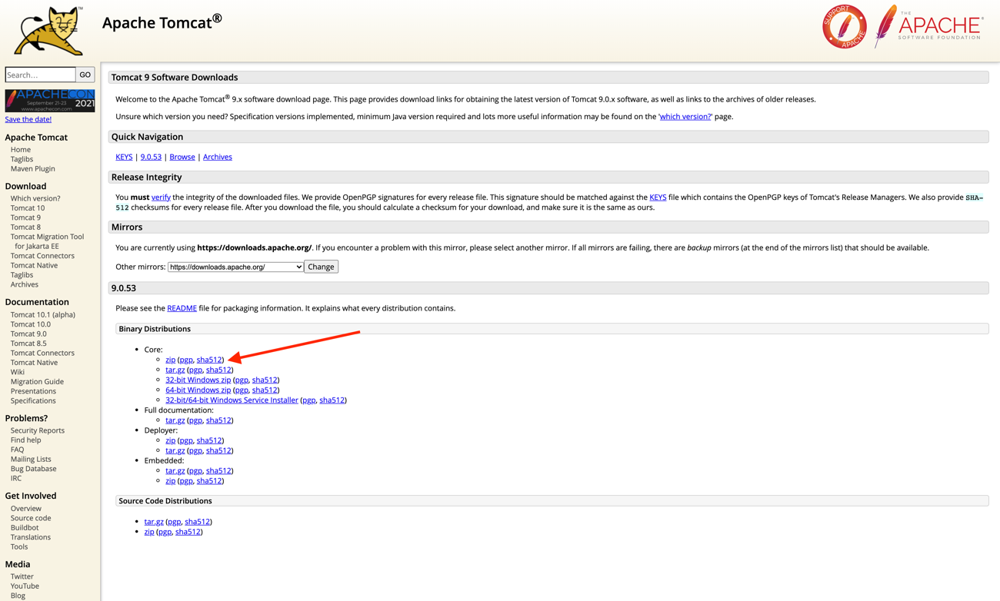 TM
Apache Tomcat®
SUPPORT
APACHE
THE
APACHE®
SOFTWARE FOUNDATION
Search…
GO
APACHECON
September 21-23 2021
www.apachecon.com
Save the date!
Apache Tomcat
Home
Taglibs
Maven Plugin
Download
Which version?
Tomcat 10
Tomcat 9
Tomcat 8
Tomcat Migration Tool
for Jakarta EE
Tomcat Connectors
Tomcat Native
Taglibs
Archives
Documentation
Tomcat 10.1 (alpha)
Tomcat 10.0
Tomcat 9.0
Tomcat 8.5
Tomcat Connectors
Tomcat Native
Wiki
Migration Guide
Presentations
Specifications
Problems?
Security Reports
Find help
FAQ
Mailing Lists
Bug Database
IRC
Get Involved
Overview
Source code
Buildbot
Translations
Tools
Media
Twitter
YouTube
Blog
Tomcat 9 Software Downloads
Welcome to the Apache Tomcat® 9.x software download page. This page provides download links for obtaining the latest version of Tomcat 9.0.x software, as well as links to the archives of older releases.
Unsure which version you need? Specification versions implemented, minimum Java version required and lots more useful information may be found on the 'which version?' page.
Quick Navigation
KEYS | 9.0.53 | Browse | Archives
Release Integrity
You must verify the integrity of the downloaded files. We provide OpenPGP signatures for every release file. This signature should be matched against the KEYS file which contains the OpenPGP keys of Tomcat's Release Managers. We also provide SHA-
512 checksums for every release file. After you download the file, you should calculate a checksum for your download, and make sure it is the same as ours.
Mirrors
You are currently using https://downloads.apache.org/. If you encounter a problem with this mirror, please select another mirror. If all mirrors are failing, there are backup mirrors (at the end of the mirrors list) that should be available.
Other mirrors: https://downloads.apache.org/ Change
9.0.53
Please see the README file for packaging information. It explains what every distribution contains.
Binary Distributions
• Core:
◦ zip (pgp, sha512)
◦ tar.gz (pgp, sha512)
◦ 32-bit Windows zip (pgp, sha512)
◦ 64-bit Windows zip (pgp, sha512)
◦ 32-bit/64-bit Windows Service Installer (pgp, sha512)
• Full documentation:
◦ tar.gz (pgp, sha512)
• Deployer:
◦ zip (pgp, sha512)
◦ tar.gz (pgp, sha512)
• Embedded:
◦ tar.gz (pgp, sha512)
◦ zip (pgp, sha512)
Source Code Distributions
• tar.gz (pgp, sha512)
• zip (pgp, sha512)